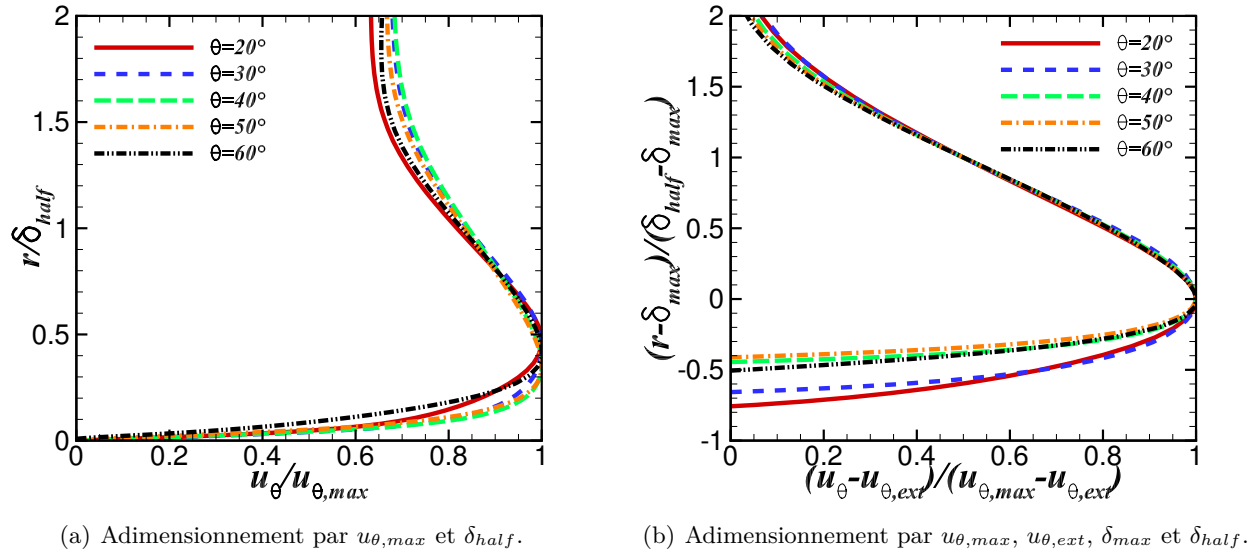 2
1.5
1
0.5
0
r/δhalf
θ=20°
θ=30°
θ=40°
θ=50°
θ=60°
0 0.2 0.4 0.6 0.8 1
uθ/uθ,max
(a) Adimensionnement par uθ,max et δhalf.
2
1.5
1
0.5
0
-0.5
-1
(r-δmax)/(δhalf-δmax)
θ=20°
θ=30°
θ=40°
θ=50°
θ=60°
0 0.2 0.4 0.6 0.8 1
(uθ-uθ,ext)/(uθ,max-uθ,ext)
(b) Adimensionnement par uθ,max, uθ,ext, δmax et δhalf.